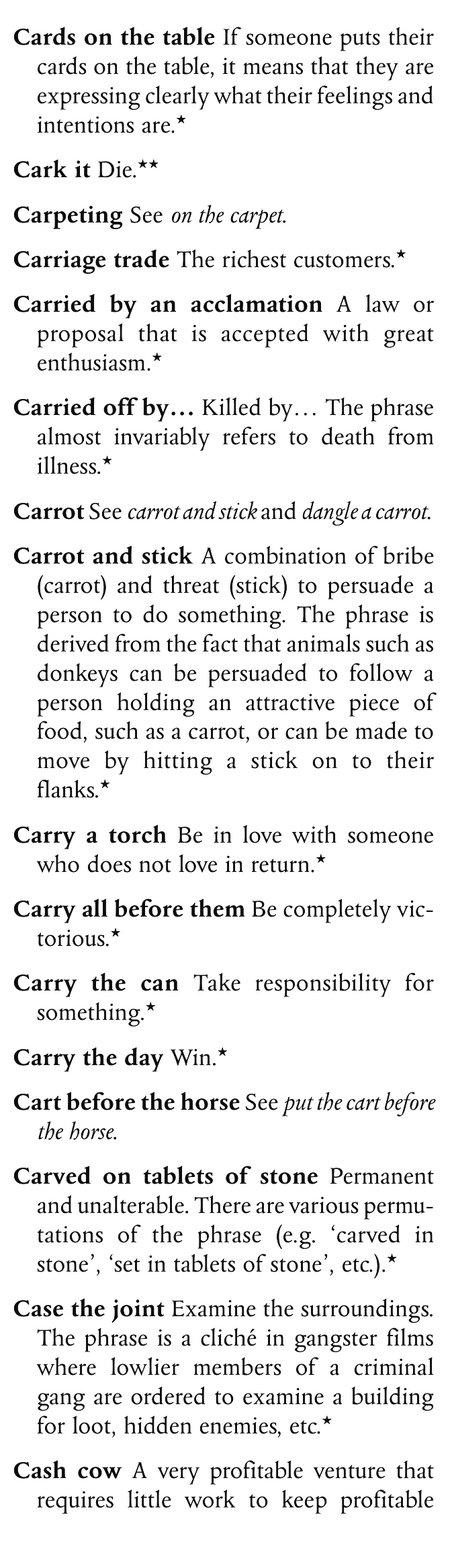 Cards on the table If someone puts their
cards on the table, it means that they are
expressing clearly what their feelings and
intentions are.★
Cark it Die.★★
Carpeting See on the carpet.
Carriage trade The richest customers.★
Carried by an acclamation A law or
proposal that is accepted with great
enthusiasm.★
Carried off by… Killed by… The phrase
almost invariably refers to death from
illness.★
Carrot See carrot and stick and dangle a carrot.
Carrot and stick A combination of bribe
(carrot) and threat (stick) to persuade a
person to do something. The phrase is
derived from the fact that animals such as
donkeys can be persuaded to follow a
person holding an attractive piece of
food, such as a carrot, or can be made to
move by hitting a stick on to their
flanks.★
Carry a torch Be in love with someone
who does not love in return.★
Carry all before them Be completely vic-
torious.★
Carry the can Take responsibility for
something.★
Carry the day Win.★
Cart before the horse See put the cart before
the horse.
Carved on tablets of stone Permanent
and unalterable. There are various permu-
tations of the phrase (e.g. ‘carved in
stone’, ‘set in tablets of stone’, etc.).★
Case the joint Examine the surroundings.
The phrase is a cliché in gangster films
where lowlier members of a criminal
gang are ordered to examine a building
for loot, hidden enemies, etc.★
Cash cow A very profitable venture that
requires little work to keep profitable